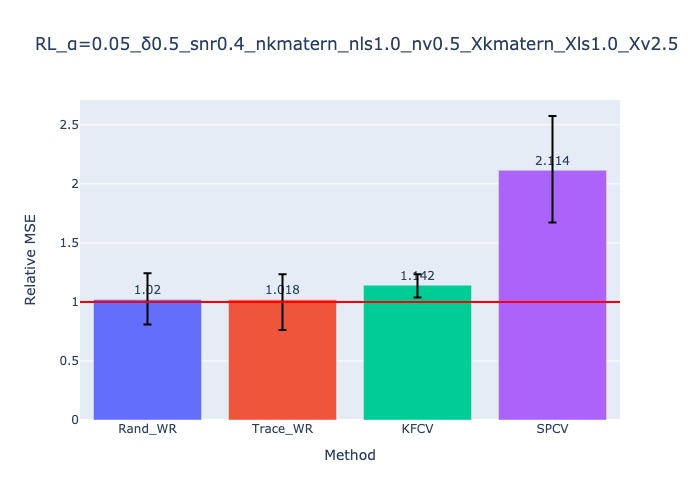 RL_α=0.05_δ0.5_snr0.4_nkmatern_nls1.0_nv0.5_Xkmatern_Xls1.0_Xv2.5
2.5
2
1.5
1
0.5
0
Relative MSE
1.02
1.018
1.142
2.114
Rand_WR
Trace_WR
KFCV
SPCV
Method